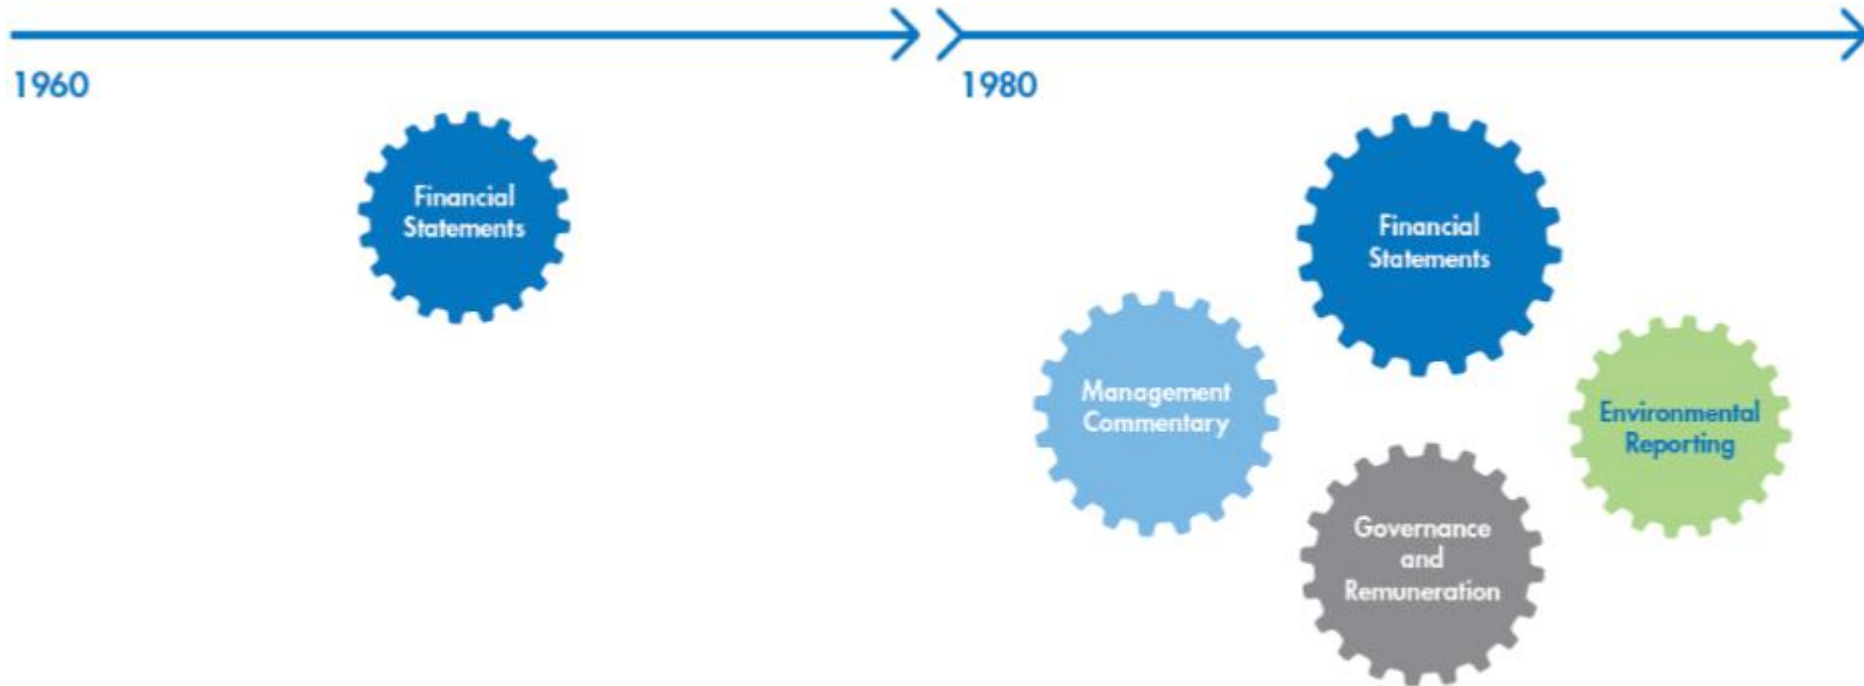 1960
1980
Financial
Statements
Financial
Statements
Management
Commentary
Environmental
Reporting
Governance
and
Remuneration